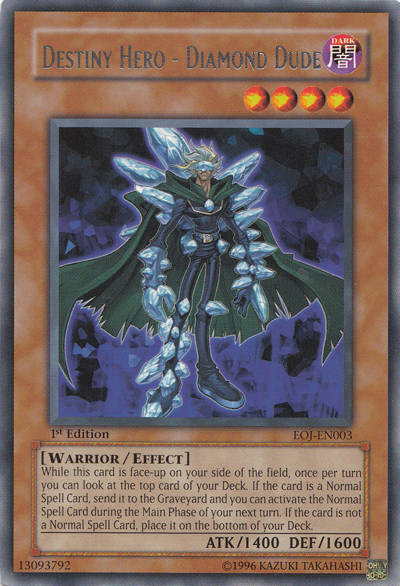 DESTINY HERO - DIAMOND DUDE
DARK
闇
1st Edition
EOJ-EN003
[WARRIOR / EFFECT]
While this card is face-up on your side of the field, once per turn
you can look at the top card of your Deck. If the card is a Normal
Spell Card, send it to the Graveyard and you can activate the Normal
Spell Card during the Main Phase of your next turn. If the card is not
a Normal Spell Card, place it on the bottom of your Deck.
ATK/1400 DEF/1600
13093792
©1996 KAZUKI TAKAHASHI